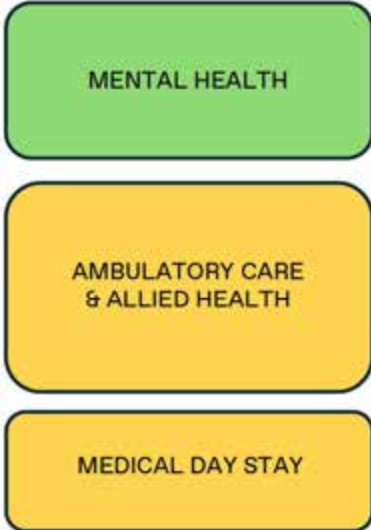 MENTAL HEALTH
AMBULATORY CARE
& ALLIED HEALTH
MEDICAL DAY STAY